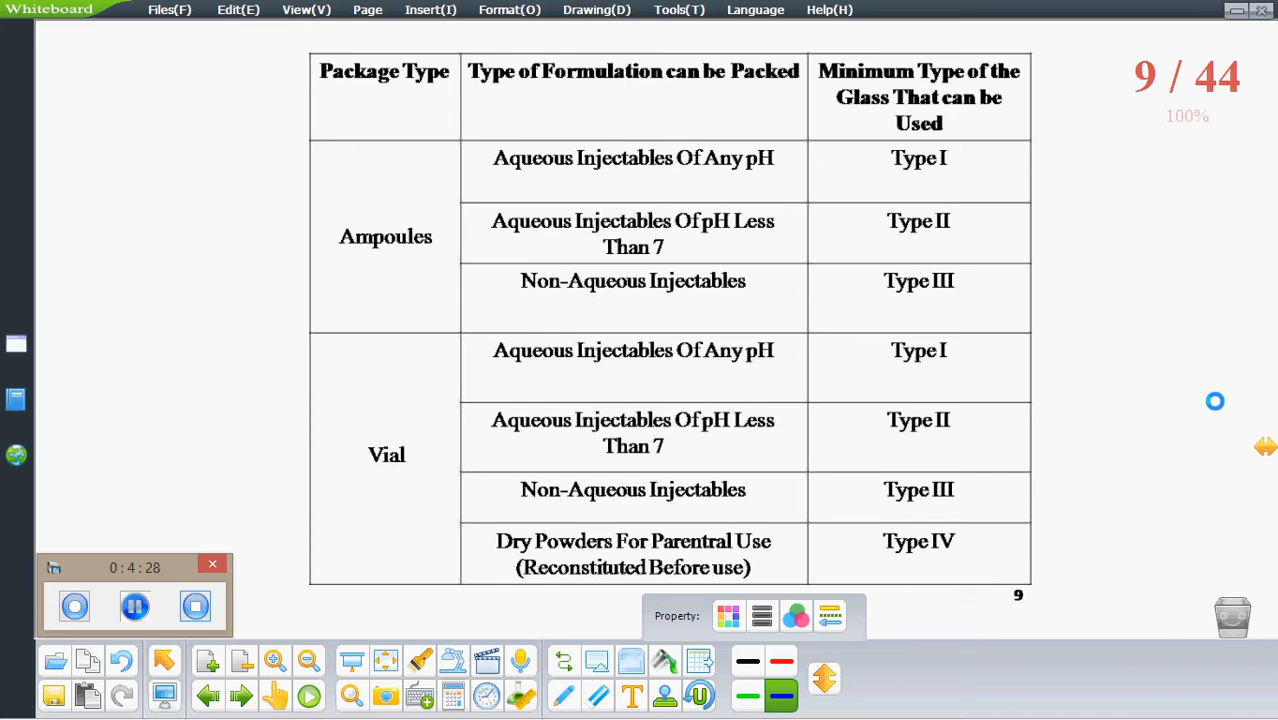 Whiteboard
Files(F) Edit(E) View(V) Page Insert(I) Format(O) Drawing(D) Tools(T) Language Help(H)
9 / 44
100%
Package Type
Type of Formulation can be Packed
Minimum Type of the
Glass That can be
Used
Ampoules
Aqueous Injectables Of Any pH
Type I
Aqueous Injectables Of pH Less
Than 7
Type II
Non-Aqueous Injectables
Type III
Vial
Aqueous Injectables Of Any pH
Type I
Aqueous Injectables Of pH Less
Than 7
Type II
Non-Aqueous Injectables
Type III
Dry Powders For Parentral Use
(Reconstituted Before use)
Type IV
9
0:4:28
Property: